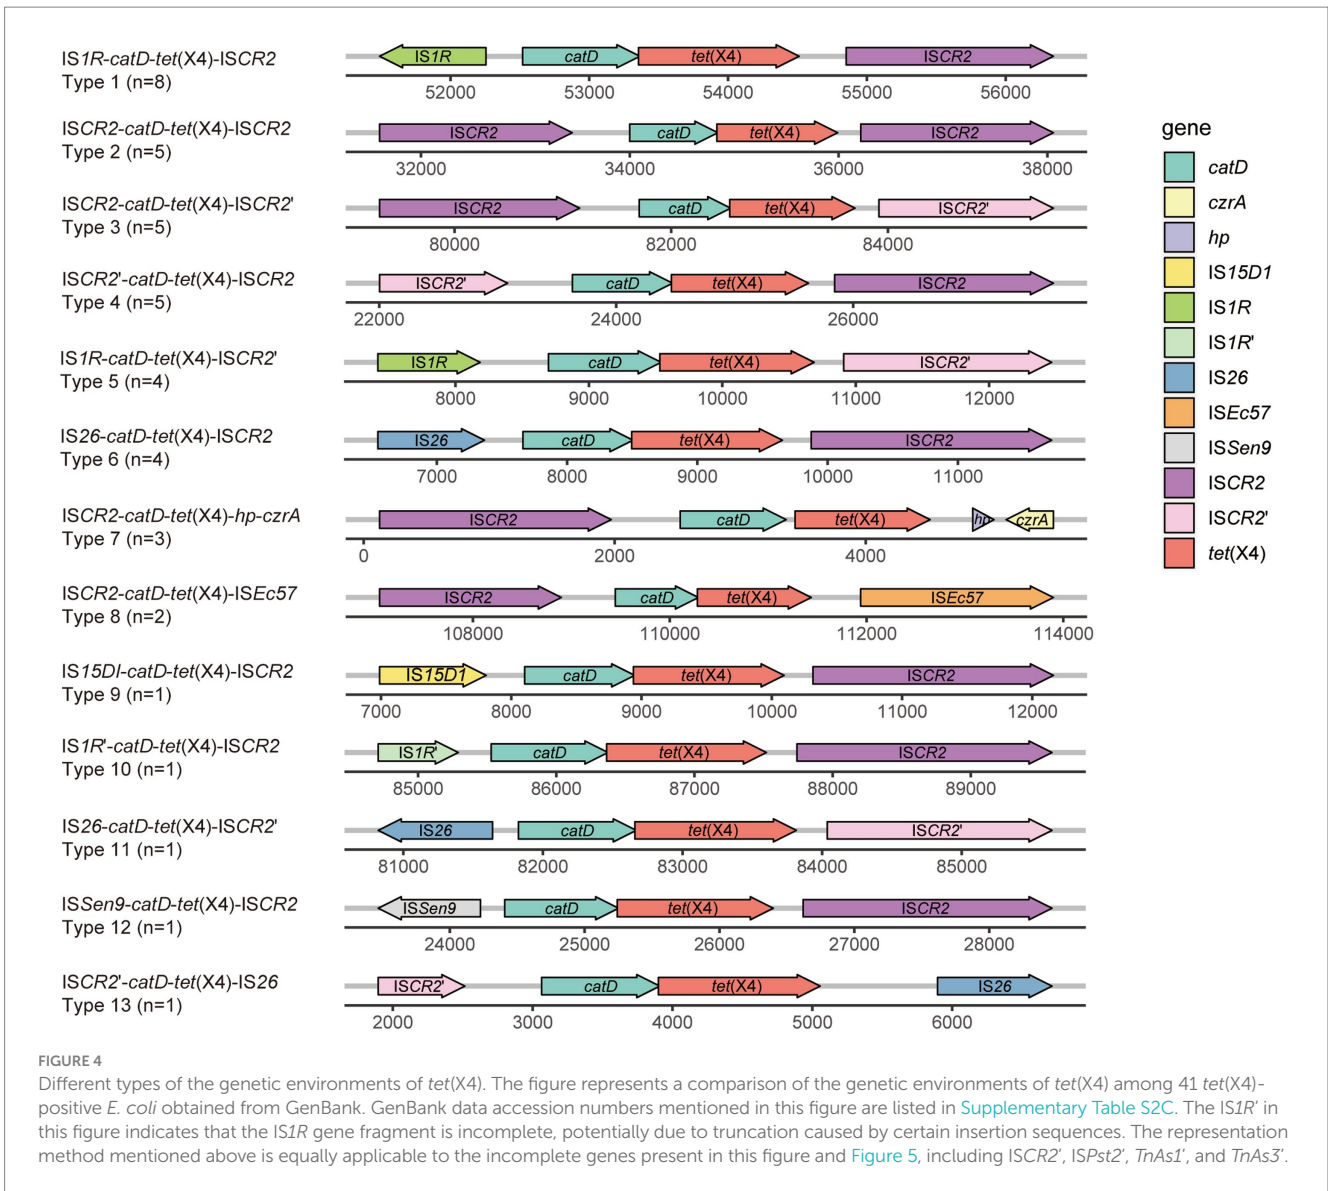 IS1R-catD-tet(X4)-ISCR2
Type 1 (n=8)
IS1R catD tet(X4) ISCR2
52000 53000 54000 55000 56000
ISCR2-catD-tet(X4)-ISCR2
Type 2 (n=5)
ISCR2 catD tet(X4) ISCR2
32000 34000 36000 38000
ISCR2-catD-tet(X4)-ISCR2'
Type 3 (n=5)
ISCR2 catD tet(X4) ISCR2'
80000 82000 84000
ISCR2'-catD-tet(X4)-ISCR2
Type 4 (n=5)
ISCR2' catD tet(X4) ISCR2
22000 24000 26000
IS1R-catD-tet(X4)-ISCR2'
Type 5 (n=4)
IS1R catD tet(X4) ISCR2'
8000 9000 10000 11000 12000
IS26-catD-tet(X4)-ISCR2
Type 6 (n=4)
IS26 catD tet(X4) ISCR2
7000 8000 9000 10000 11000
ISCR2-catD-tet(X4)-hp-czrA
Type 7 (n=3)
ISCR2 catD tet(X4) hp czrA
0 2000 4000
ISCR2-catD-tet(X4)-ISEc57
Type 8 (n=2)
ISCR2 catD tet(X4) ISEc57
108000 110000 112000 114000
IS15DI-catD-tet(X4)-ISCR2
Type 9 (n=1)
IS15D1 catD tet(X4) ISCR2
7000 8000 9000 10000 11000 12000
IS1R'-catD-tet(X4)-ISCR2
Type 10 (n=1)
IS1R' catD tet(X4) ISCR2
85000 86000 87000 88000 89000
IS26-catD-tet(X4)-ISCR2'
Type 11 (n=1)
IS26 catD tet(X4) ISCR2'
81000 82000 83000 84000 85000
ISSen9-catD-tet(X4)-ISCR2
Type 12 (n=1)
ISSen9 catD tet(X4) ISCR2
24000 25000 26000 27000 28000
ISCR2'-catD-tet(X4)-IS26
Type 13 (n=1)
ISCR2' catD tet(X4) IS26
2000 3000 4000 5000 6000
gene
catD
czrA
hp
IS15D1
IS1R
IS1R'
IS26
ISEc57
ISSen9
ISCR2
ISCR2'
tet(X4)
FIGURE 4
Different types of the genetic environments of tet(X4). The figure represents a comparison of the genetic environments of tet(X4) among 41 tet(X4)-
positive E. coli obtained from GenBank. GenBank data accession numbers mentioned in this figure are listed in Supplementary Table S2C. The IS1R' in
this figure indicates that the IS1R gene fragment is incomplete, potentially due to truncation caused by certain insertion sequences. The representation
method mentioned above is equally applicable to the incomplete genes present in this figure and Figure 5, including ISCR2', ISPst2', TnAs1', and TnAs3'.